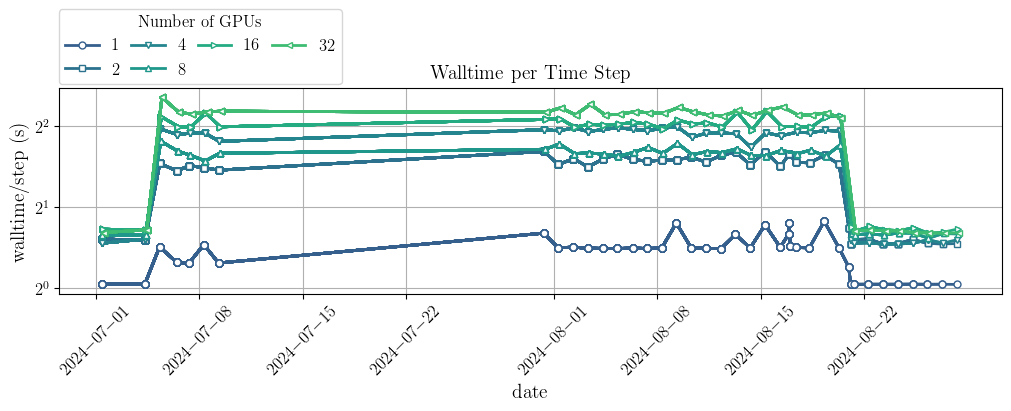 Number of GPUs
1 4 16 32
2 8
Walltime per Time Step
walltime/step (s)
2^2
2^1
2^0
2024−07−01 2024−07−08 2024−07−15 2024−07−22 2024−08−01 2024−08−08 2024−08−15 2024−08−22
date